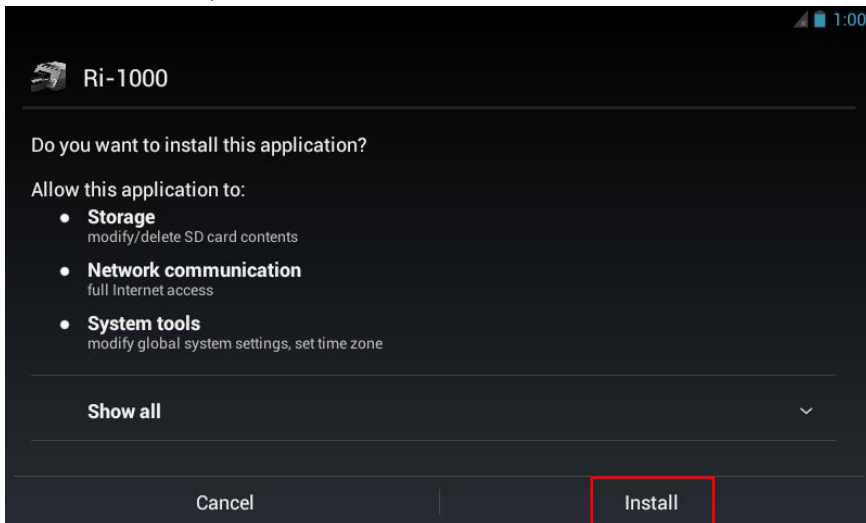 1:00
Ri-1000
Do you want to install this application?
Allow this application to:
• Storage
modify/delete SD card contents
• Network communication
full Internet access
• System tools
modify global system settings, set time zone
Show all
Cancel Install